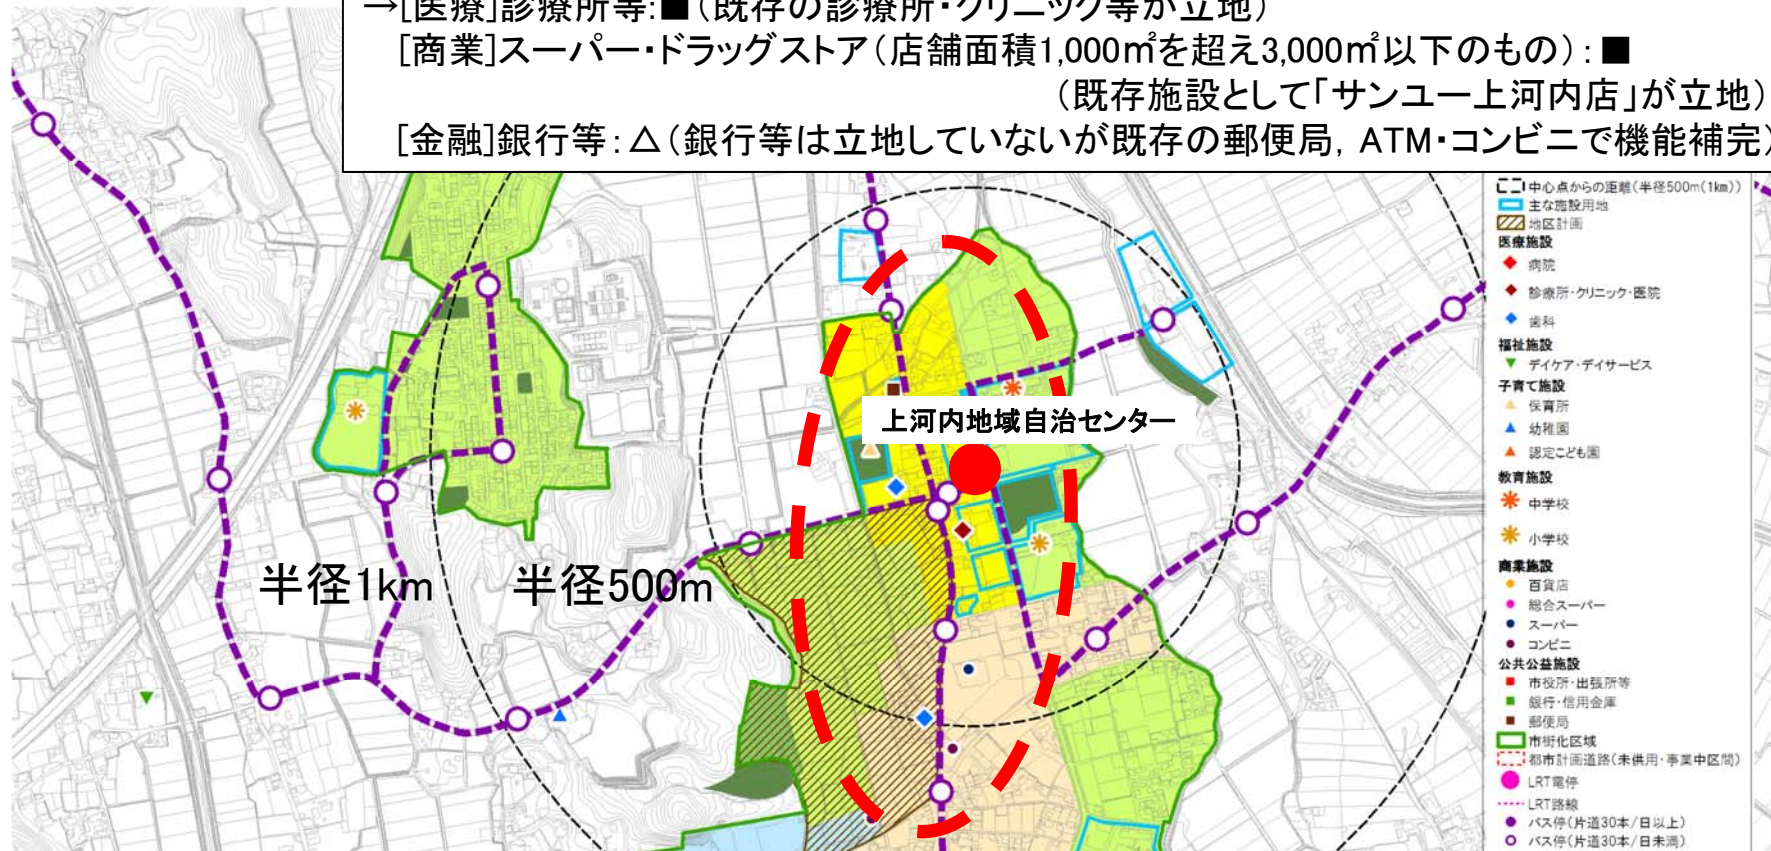 →[医療]診療所等:■(既存の診療所・クリニック等が立地)
[商業]スーパー・ドラッグストア(店舗面積1,000㎡を超え3,000㎡以下のもの):■
(既存施設として「サンユー上河内店」が立地)
[金融]銀行等:△(銀行等は立地していないが既存の郵便局, ATM・コンビニで機能補完)
中心点からの距離(半径500m(1km))
主な施設用地
地区計画
医療施設
病院
診療所・クリニック・医院
歯科
福祉施設
デイケア・デイサービス
子育て施設
保育所
幼稚園
認定こども園
教育施設
中学校
小学校
商業施設
百貨店
総合スーパー
スーパー
コンビニ
公共公益施設
市役所・出張所等
銀行・信用金庫
郵便局
市街化区域
都市計画道路(未供用・事業中区間)
LRT電停
LRT路線
バス停(片道30本/日以上)
バス停(片道30本/日未満)
上河内地域自治センター
半径1km
半径500m